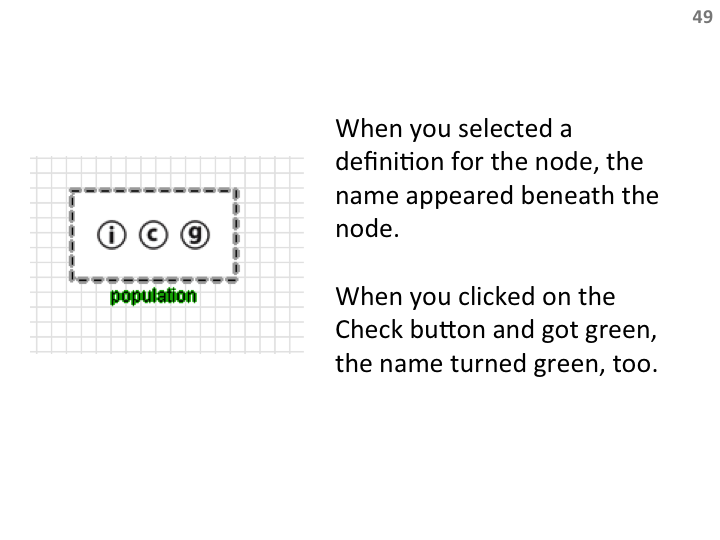 49
When you selected a
definition for the node, the
name appeared beneath the
node.
When you clicked on the
Check button and got green,
the name turned green, too.
i c g
population